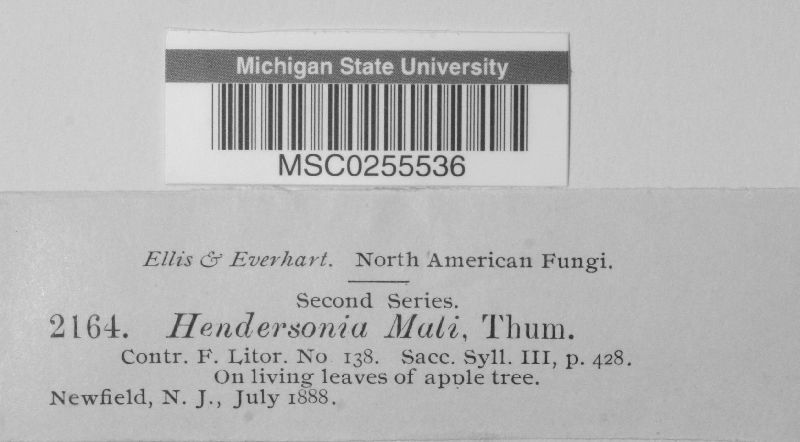 Michigan State University
MSC0255536
Ellis & Everhart. North American Fungi.
Second Series.
2164. Hendersonia Mali, Thum.
Contr. F. Litor. No 138. Sacc. Syll. III, p. 428.
On living leaves of apple tree.
Newfield, N. J., July 1888.